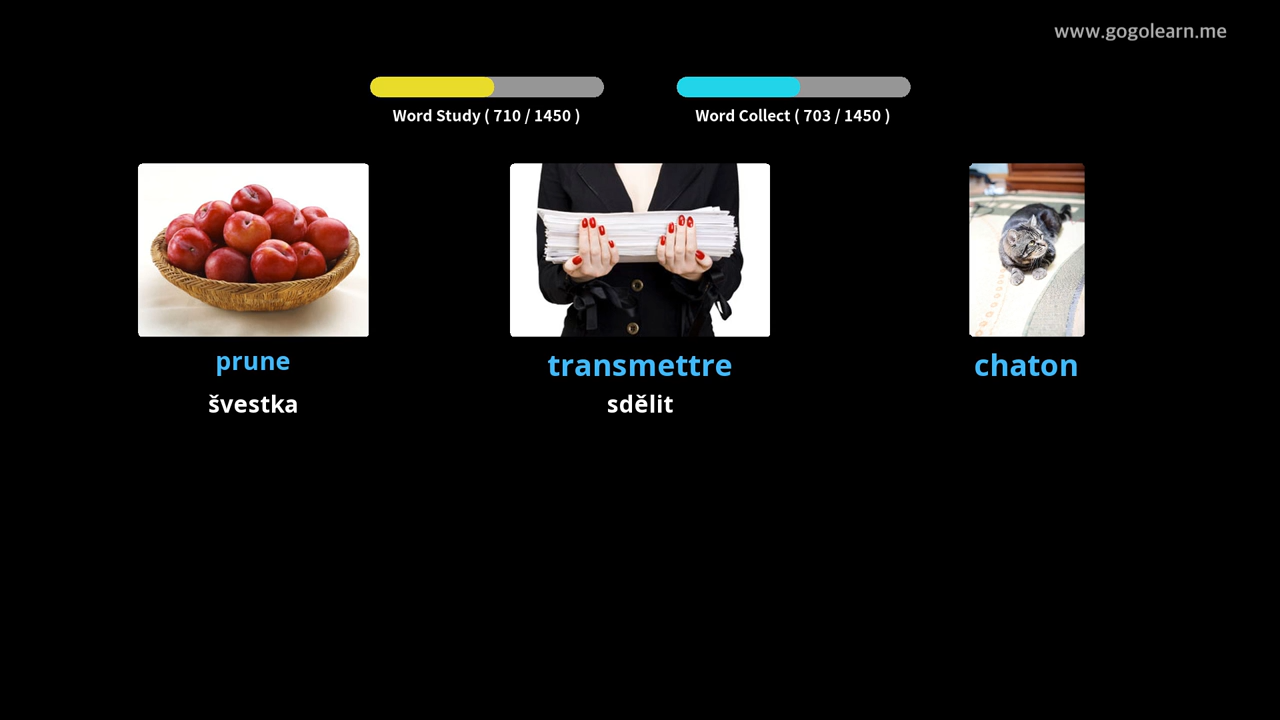 www.gogolearn.me
Word Study ( 710 / 1450 )
Word Collect ( 703 / 1450 )
prune
transmettre
chaton
švestka
sdělit